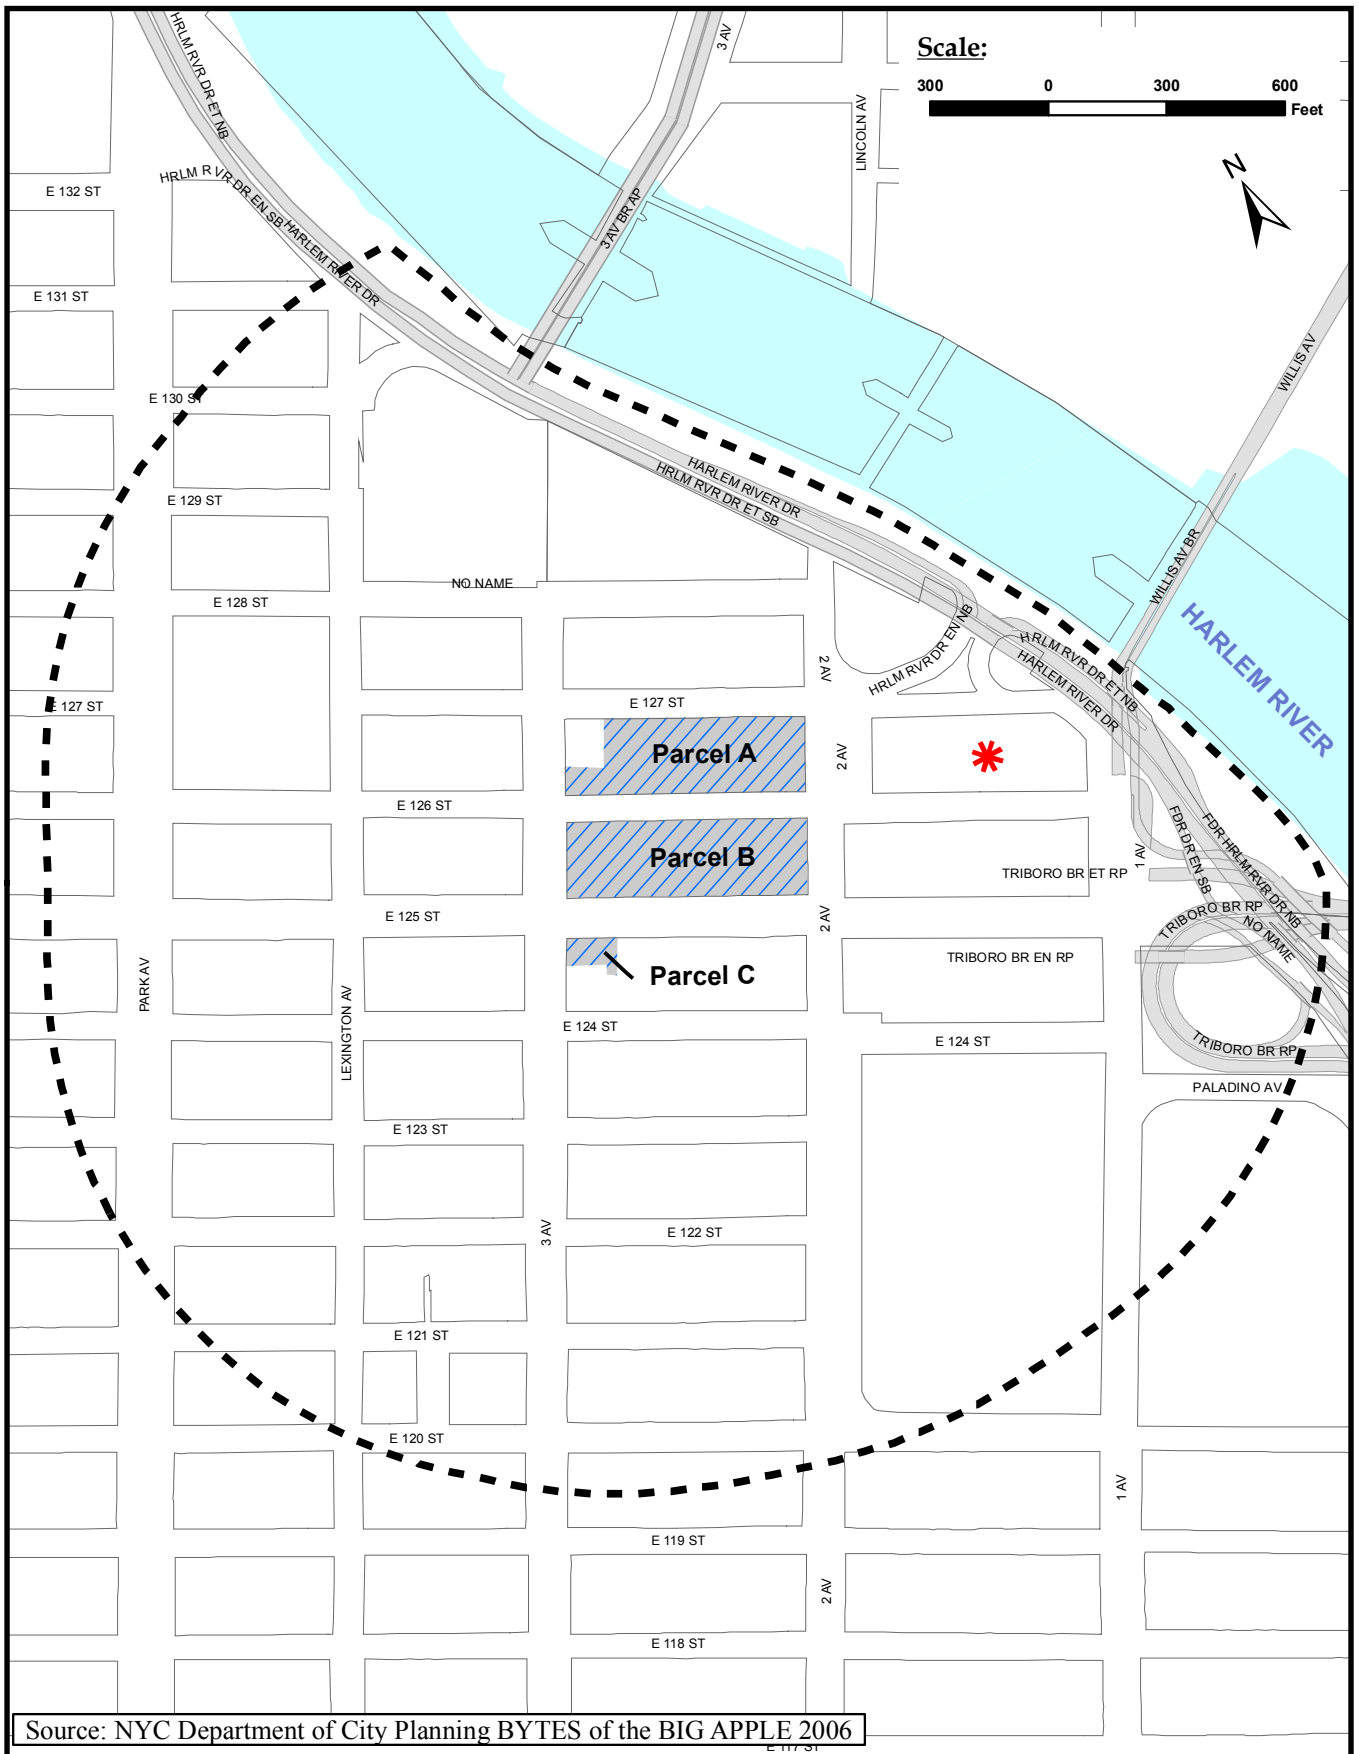 HRLM RVR DR ET NB
3 AV
Scale:
300 0 300 600
Feet
LINCOLN AV
N
HRLM RVR DR EN SB
E 132 ST
3 AV BR AP
HARLEM RIVER DR
E 131 ST
WILLIS AV
E 130 ST
HARLEM RIVER DR
HRLM RVR DR ET SB
E 129 ST
WILLIS AV BR
NO NAME
E 128 ST
HARLEM RIVER
HRLM RVR DR EN NB
HRLM RVR DR ET NB
HARLEM RIVER DR
2 AV
E 127 ST
E 127 ST
Parcel A
2 AV
E 126 ST
FDR DR EN SB
FDR HRLM RVR DR NB
1 AV
Parcel B
TRIBORO BR ET RP
E 125 ST
2 AV
TRIBORO BR RP
NO NAME
TRIBORO BR EN RP
PARK AV
LEXINGTON AV
Parcel C
E 124 ST
E 124 ST
TRIBORO BR RP
PALADINO AV
E 123 ST
3 AV
E 122 ST
E 121 ST
E 120 ST
1 AV
E 119 ST
2 AV
E 118 ST
Source: NYC Department of City Planning BYTES of the BIG APPLE 2006
E 117 ST